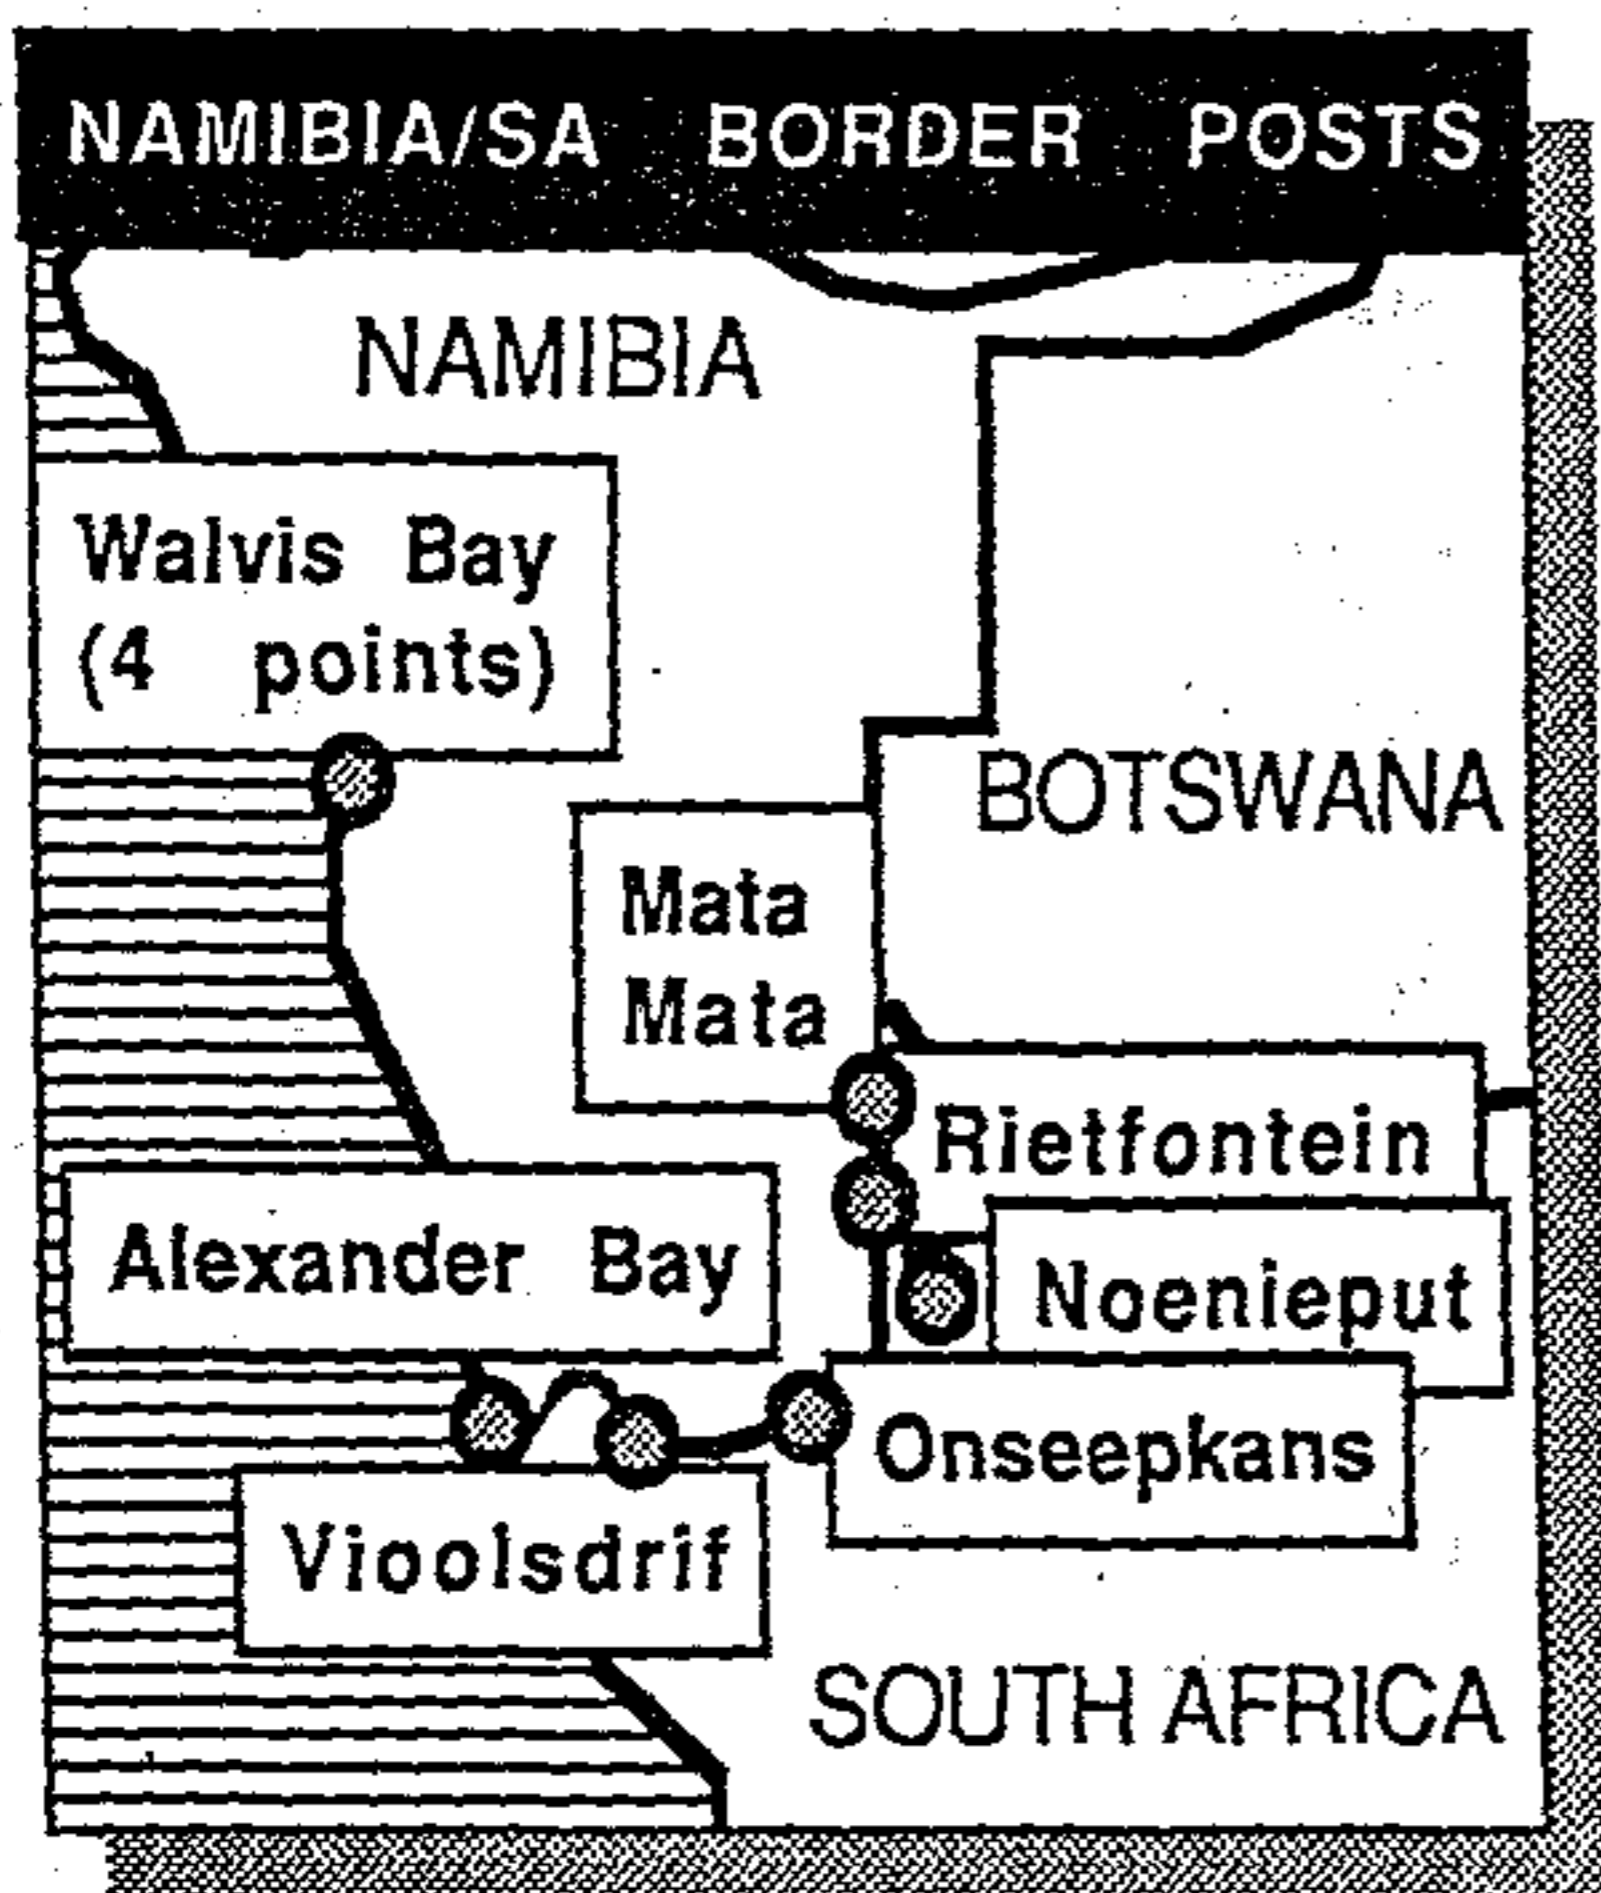 NAMIBIA/SA BORDER POSTS
NAMIBIA
Walvis Bay
(4 points)
BOTSWANA
Mata
Mata
Rietfontein
Alexander Bay
Noenieput
Onseepkans
Vioolsdrif
SOUTH AFRICA